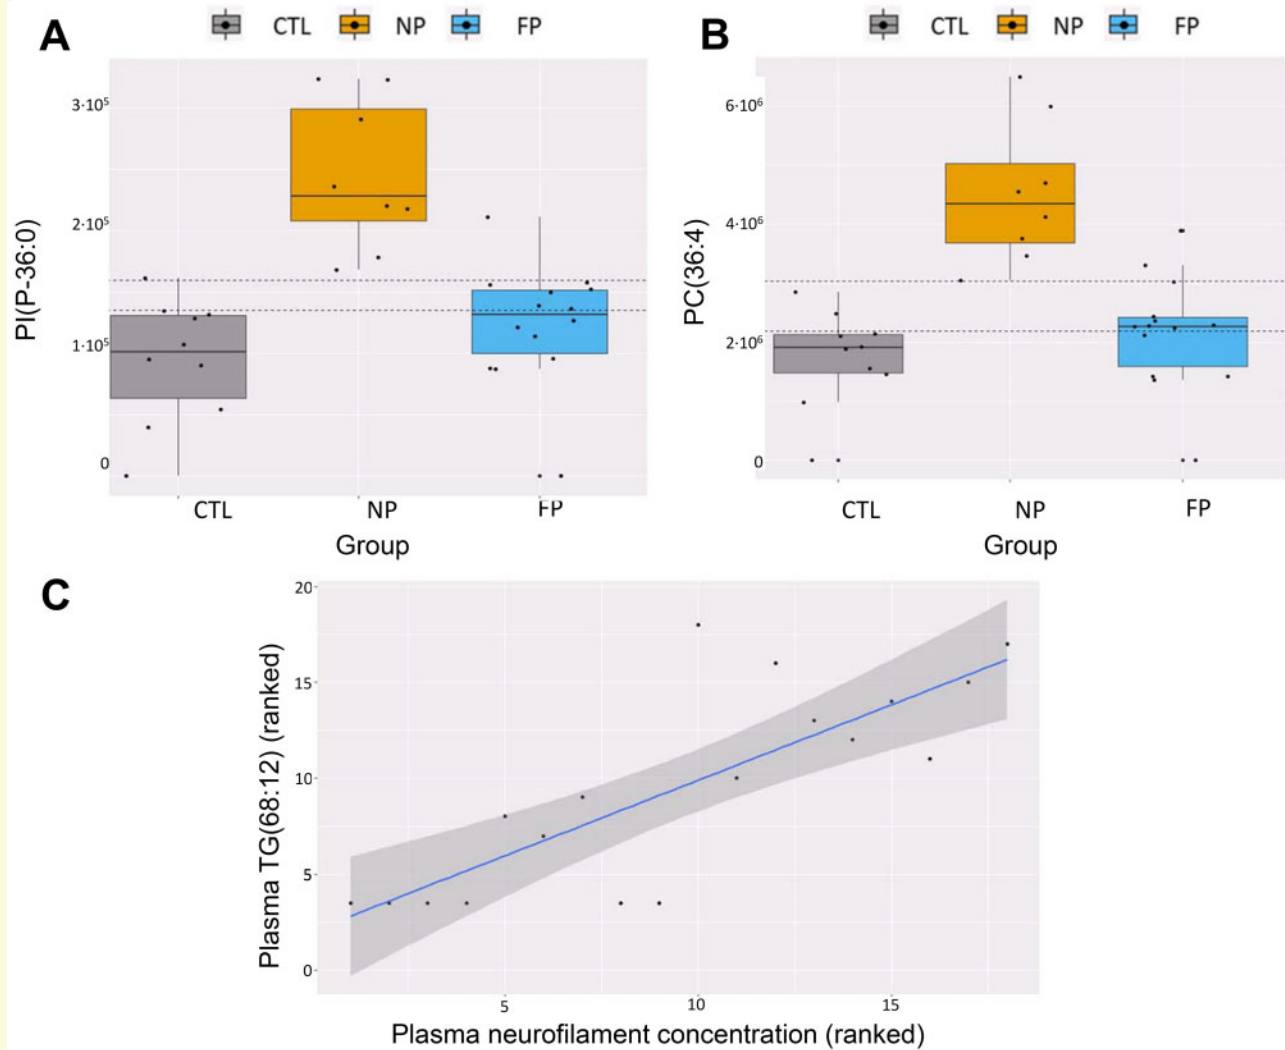 A
CTL NP FP
PI(P-36:0)
3·10⁵
2·10⁵
1·10⁵
0
CTL NP FP
Group
B
CTL NP FP
PC(36:4)
6·10⁶
4·10⁶
2·10⁶
0
CTL NP FP
Group
C
Plasma TG(68:12) (ranked)
20
15
10
5
0
5 10 15
Plasma neurofilament concentration (ranked)